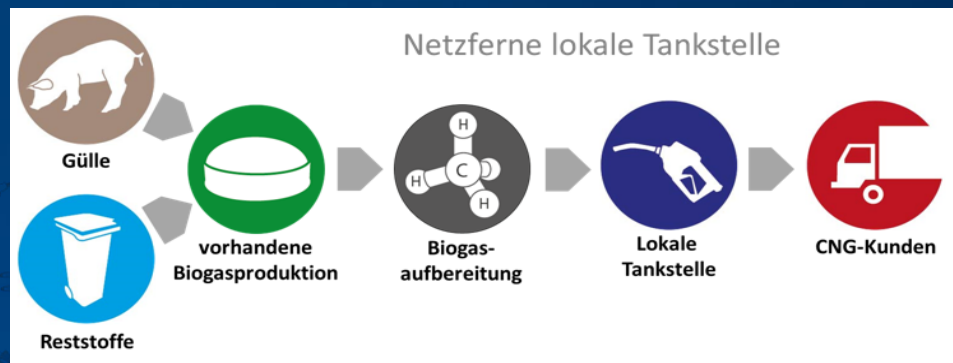 Netzferne lokale Tankstelle
Gülle
Reststoffe
vorhandene
Biogasproduktion
H
H
C
H
Biogas-
aufbereitung
Lokale
Tankstelle
CNG-Kunden